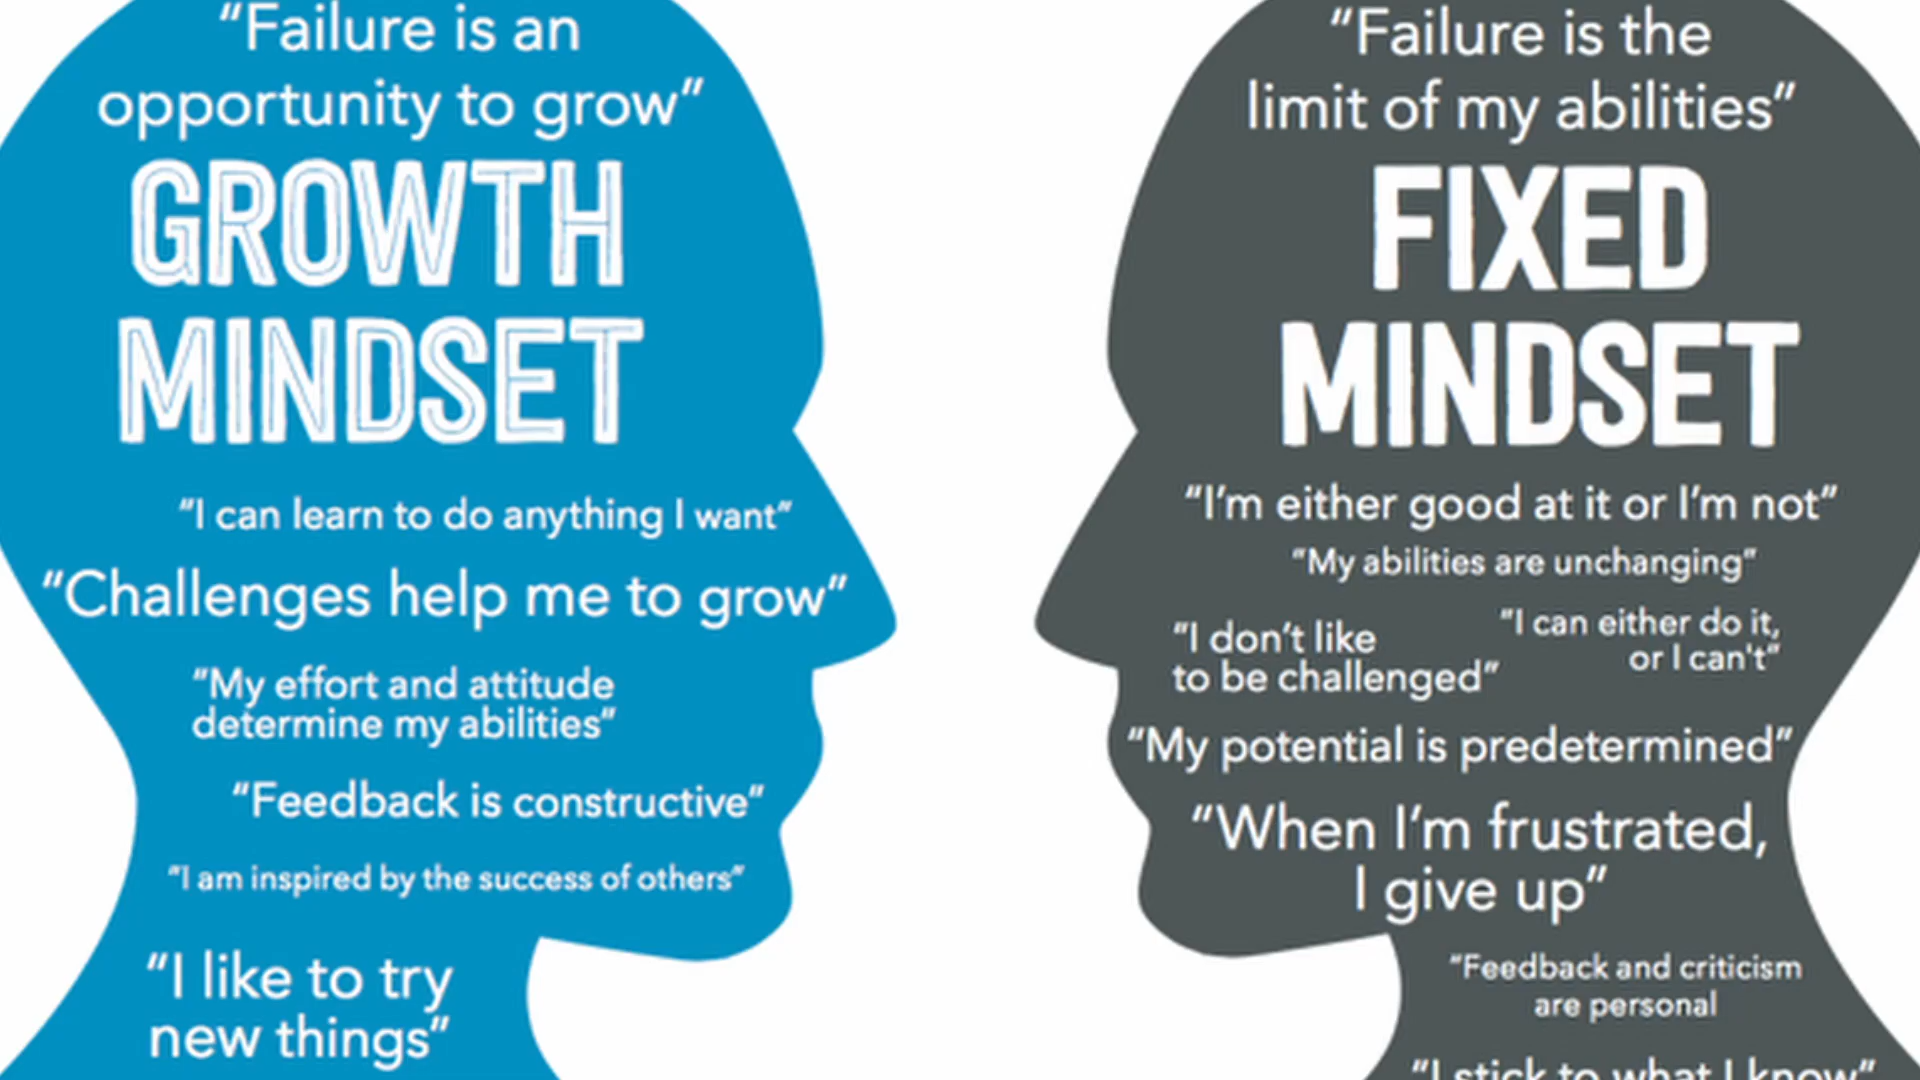 “Failure is an
opportunity to grow”
GROWTH
MINDSET
“I can learn to do anything I want”
“Challenges help me to grow”
“My effort and attitude
determine my abilities”
“Feedback is constructive”
“I am inspired by the success of others”
“I like to try
new things”
“Failure is the
limit of my abilities”
FIXED
MINDSET
“I’m either good at it or I’m not”
“My abilities are unchanging”
“I don’t like
to be challenged”
“I can either do it,
or I can't”
“My potential is predetermined”
“When I’m frustrated,
I give up”
“Feedback and criticism
are personal
“I stick to what I know”